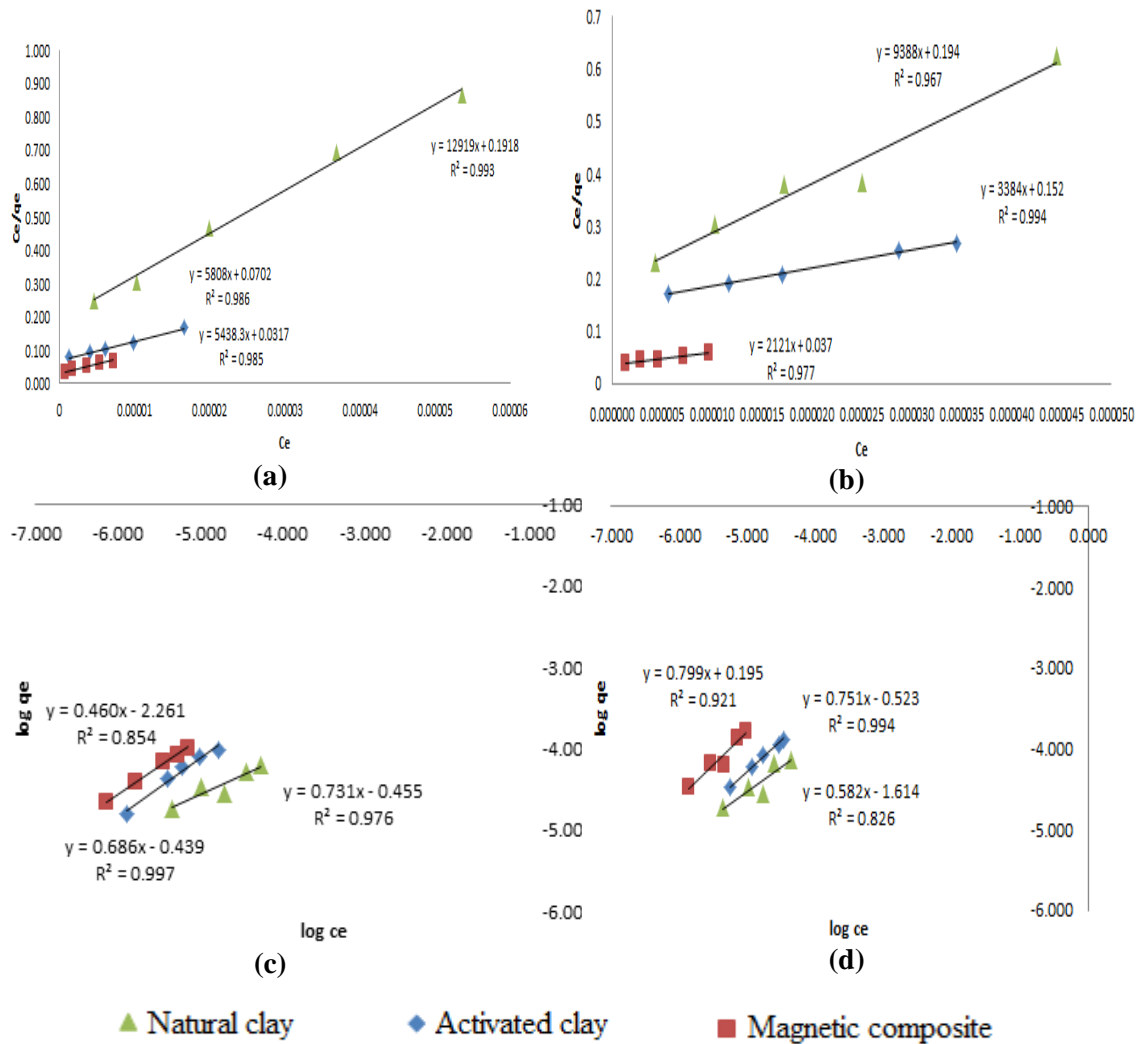 1.000
0.900
0.800
0.700
0.600
0.500
0.400
0.300
0.200
0.100
0.000
Ce/qe
y = 12919x + 0.1918
R² = 0.993
y = 5808x + 0.0702
R² = 0.986
y = 5438.3x + 0.0317
R² = 0.985
0 0.00001 0.00002 0.00003 0.00004 0.00005 0.00006
Ce
(a)
0.7
0.6
0.5
0.4
0.3
0.2
0.1
0
Ce/qe
y = 9388x + 0.194
R² = 0.967
y = 3384x + 0.152
R² = 0.994
y = 2121x + 0.037
R² = 0.977
0.000000 0.000005 0.000010 0.000015 0.000020 0.000025 0.000030 0.000035 0.000040 0.000045 0.000050
Ce
(b)
-7.000 -6.000 -5.000 -4.000 -3.000 -2.000 -1.000
-1.00
-2.00
-3.00
-4.00
-5.00
-6.00
log qe
y = 0.460x - 2.261
R² = 0.854
y = 0.731x - 0.455
R² = 0.976
y = 0.686x - 0.439
R² = 0.997
log ce
(c)
-7.000 -6.000 -5.000 -4.000 -3.000 -2.000 -1.000 0.000
-1.000
-2.000
-3.000
-4.000
-5.000
-6.000
log qe
y = 0.799x + 0.195
R² = 0.921
y = 0.751x - 0.523
R² = 0.994
y = 0.582x - 1.614
R² = 0.826
log ce
(d)
Natural clay
Activated clay
Magnetic composite